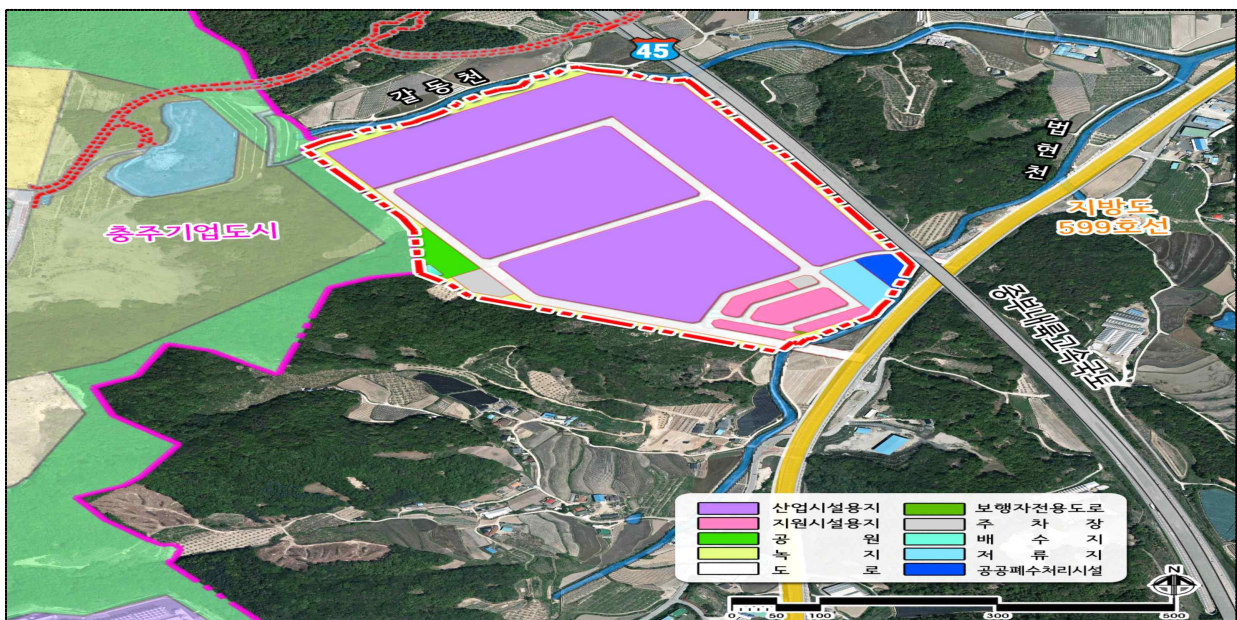 45
갈동천
법현천
충주기업도시
지방도
599호선
중부내륙고속국도
산업시설용지
지원시설용지
공 원
녹 지
도 로
보행자전용도로
주 차 장
배 수 지
저 류 지
공공폐수처리시설
N
0 50 100 300 500